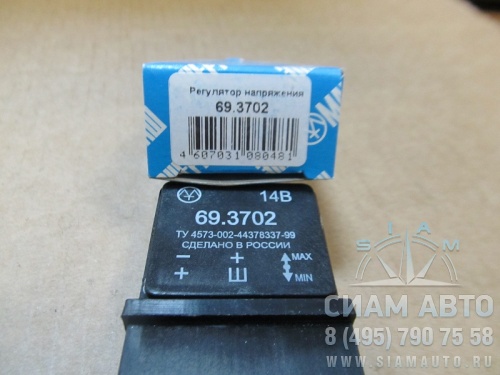 Регулятор напряжения
69.3702
4 607031 080481
14В
69.3702
ТУ 4573-002-44378337-99
СДЕЛАНО В РОССИИ
− + MAX
+ Ш MIN
SIAM
СИАМ АВТО
8 (495) 790 75 58
WWW.SIAMAUTO.RU